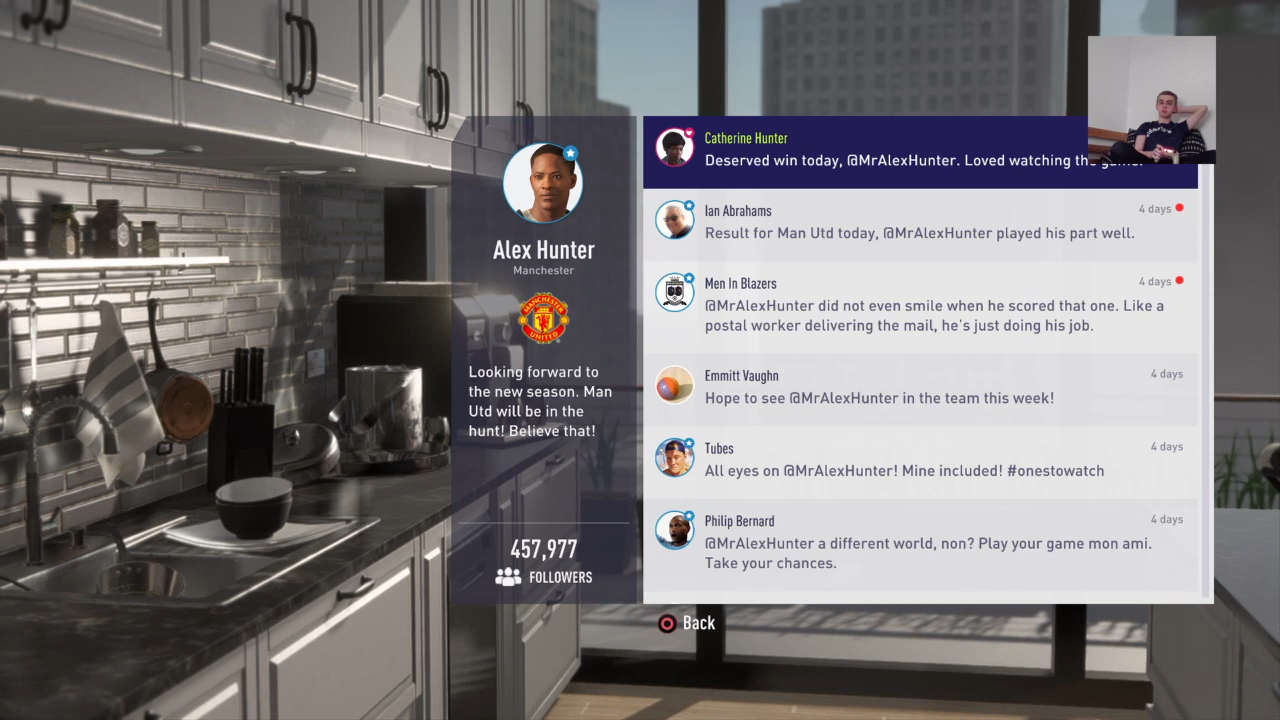 Catherine Hunter
Deserved win today, @MrAlexHunter. Loved watching the game.
Ian Abrahams
4 days
Result for Man Utd today, @MrAlexHunter played his part well.
Men In Blazers
4 days
@MrAlexHunter did not even smile when he scored that one. Like a
postal worker delivering the mail, he's just doing his job.
Emmitt Vaughn
4 days
Hope to see @MrAlexHunter in the team this week!
Tubes
4 days
All eyes on @MrAlexHunter! Mine included! #onestowatch
Philip Bernard
4 days
@MrAlexHunter a different world, non? Play your game mon ami.
Take your chances.
Alex Hunter
Manchester
MANCHESTER
UNITED
Looking forward to
the new season. Man
Utd will be in the
hunt! Believe that!
457,977
FOLLOWERS
Back